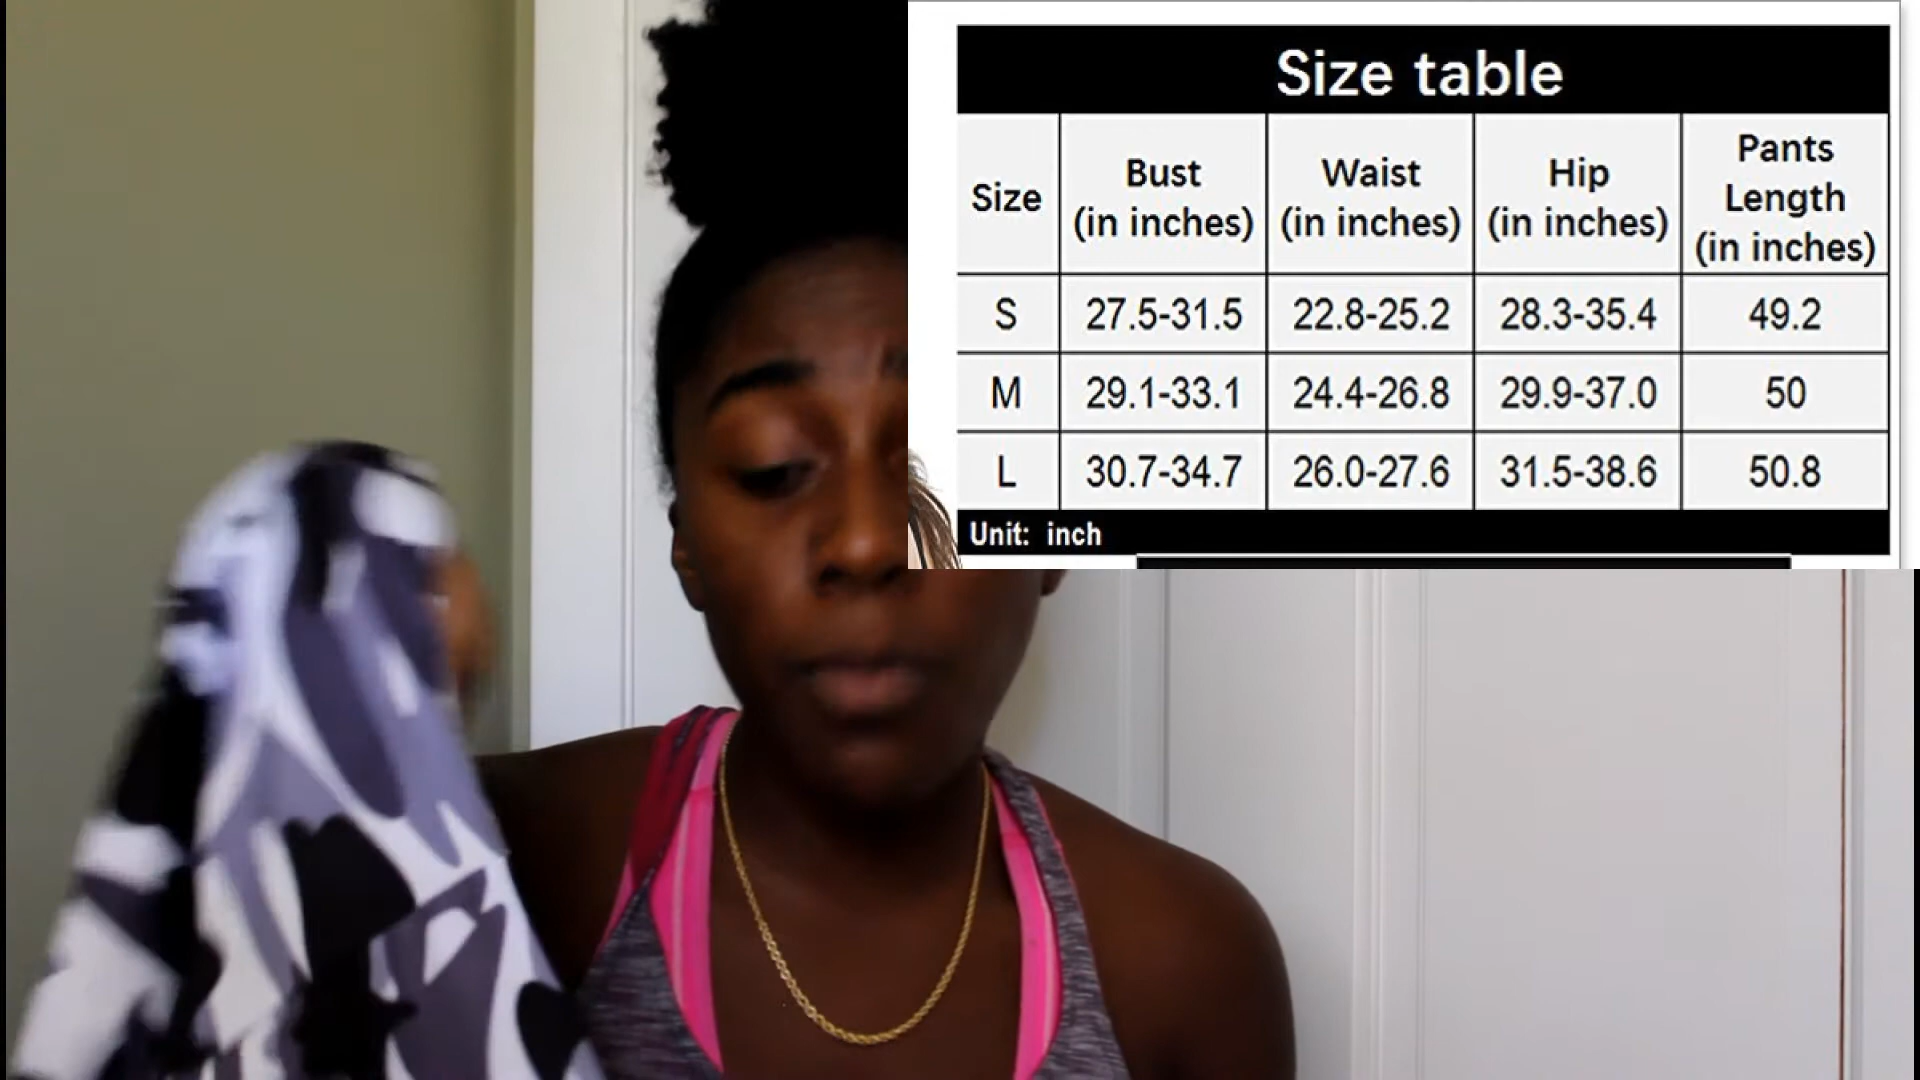 Size table
Size
Bust
(in inches)
Waist
(in inches)
Hip
(in inches)
Pants
Length
(in inches)
S 27.5-31.5 22.8-25.2 28.3-35.4 49.2
M 29.1-33.1 24.4-26.8 29.9-37.0 50
L 30.7-34.7 26.0-27.6 31.5-38.6 50.8
Unit: inch